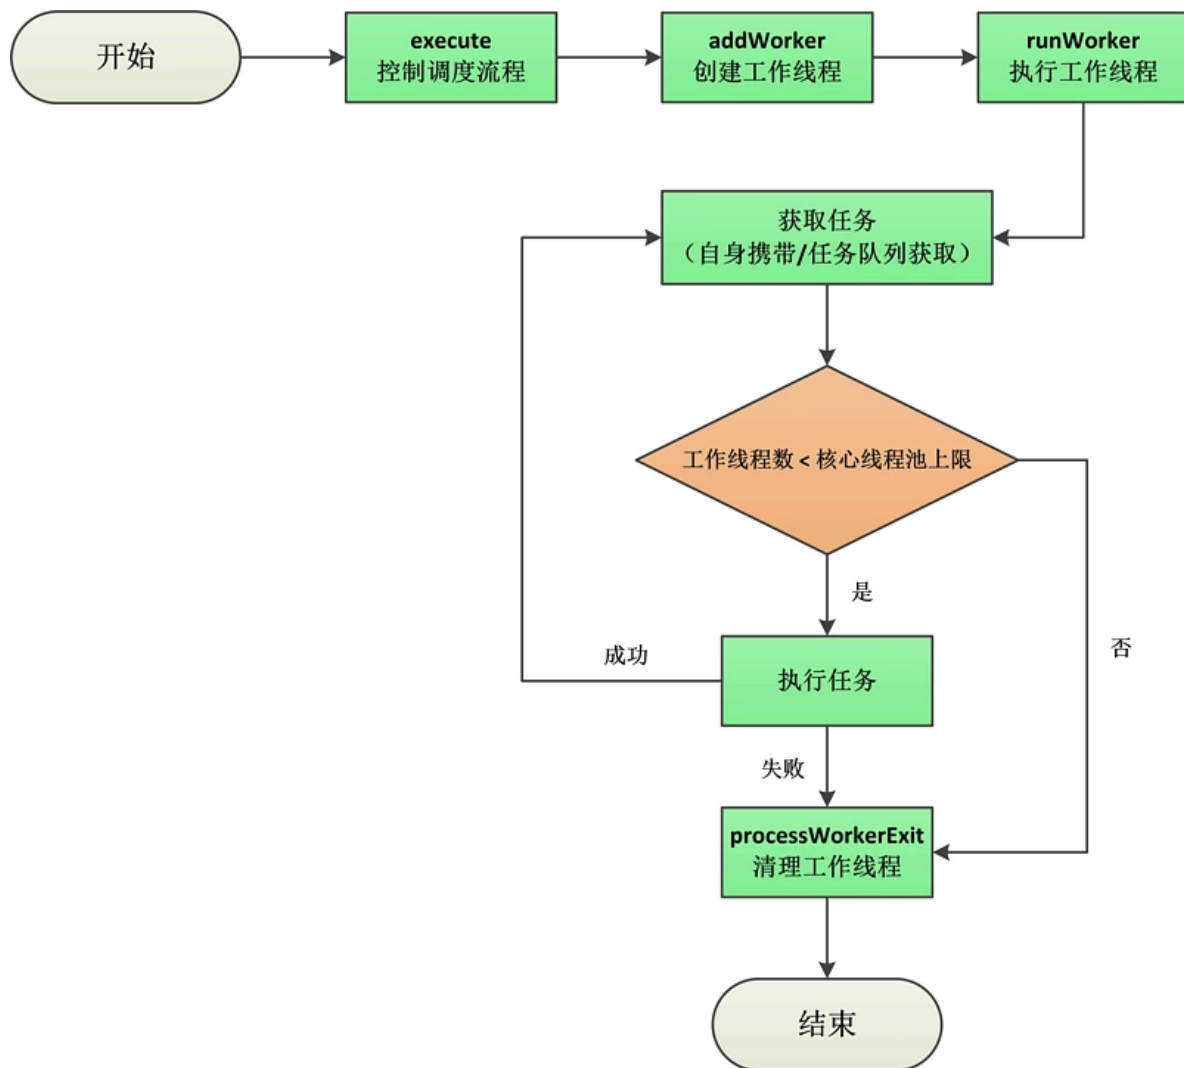 开始
execute
控制调度流程
addWorker
创建工作线程
runWorker
执行工作线程
获取任务
（自身携带/任务队列获取）
工作线程数 < 核心线程池上限
是
否
成功
执行任务
失败
processWorkerExit
清理工作线程
结束